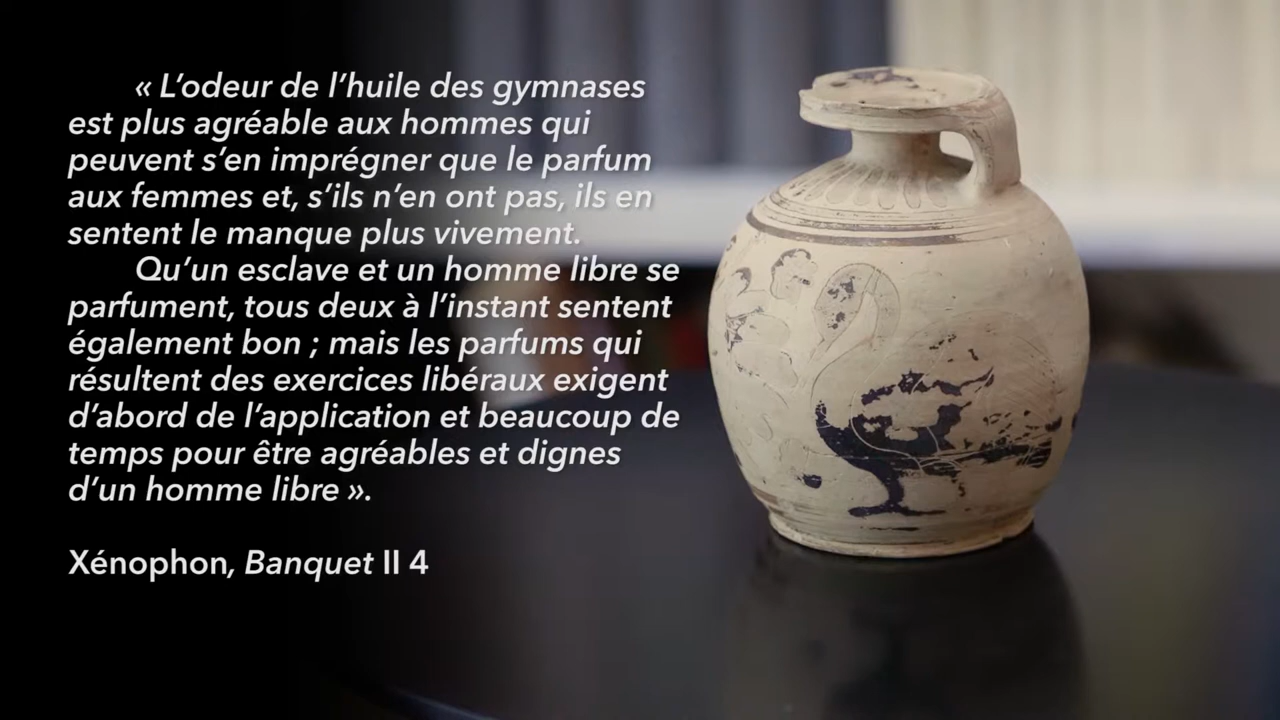 « L’odeur de l’huile des gymnases
est plus agréable aux hommes qui
peuvent s’en imprégner que le parfum
aux femmes et, s’ils n’en ont pas, ils en
sentent le manque plus vivement.
Qu’un esclave et un homme libre se
parfument, tous deux à l’instant sentent
également bon ; mais les parfums qui
résultent des exercices libéraux exigent
d’abord de l’application et beaucoup de
temps pour être agréables et dignes
d’un homme libre ».
Xénophon, Banquet II 4